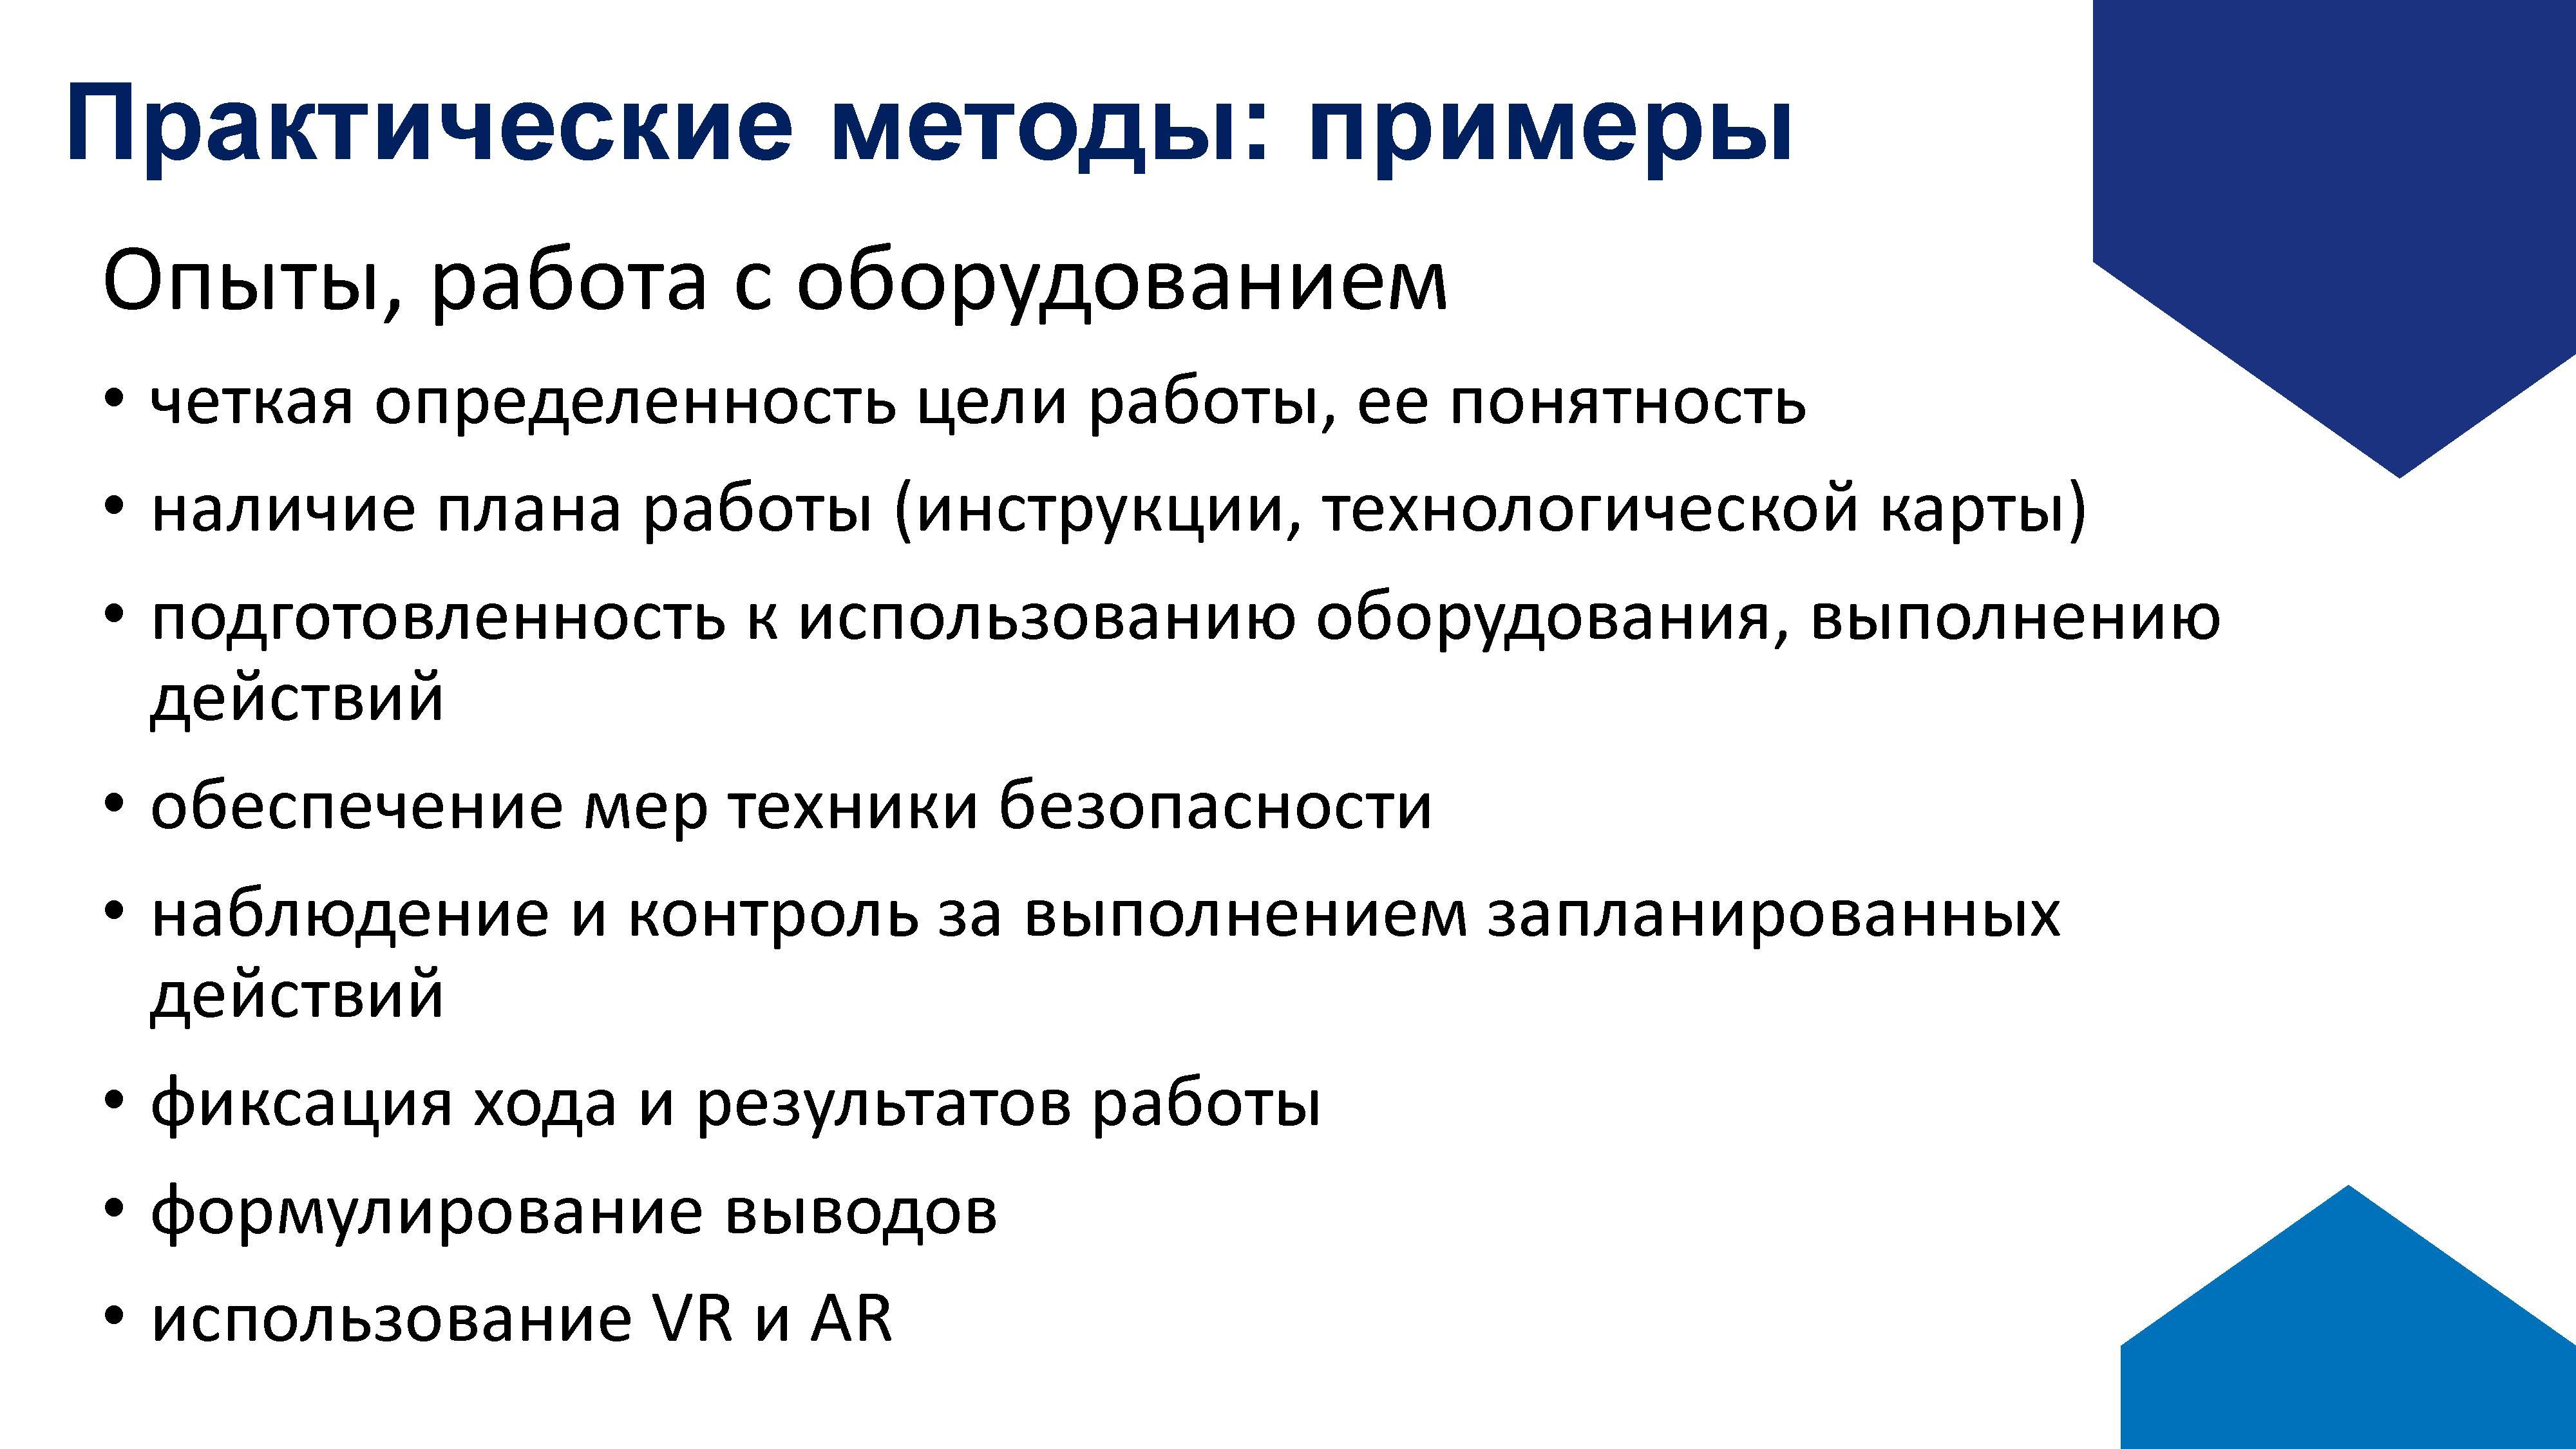 Практические методы: примеры
Опыты, работа с оборудованием
• четкая определенность цели работы, ее понятность
• наличие плана работы (инструкции, технологической карты)
• подготовленность к использованию оборудования, выполнению
действий
• обеспечение мер техники безопасности
• наблюдение и контроль за выполнением запланированных
действий
• фиксация хода и результатов работы
• формулирование выводов
• использование VR и AR